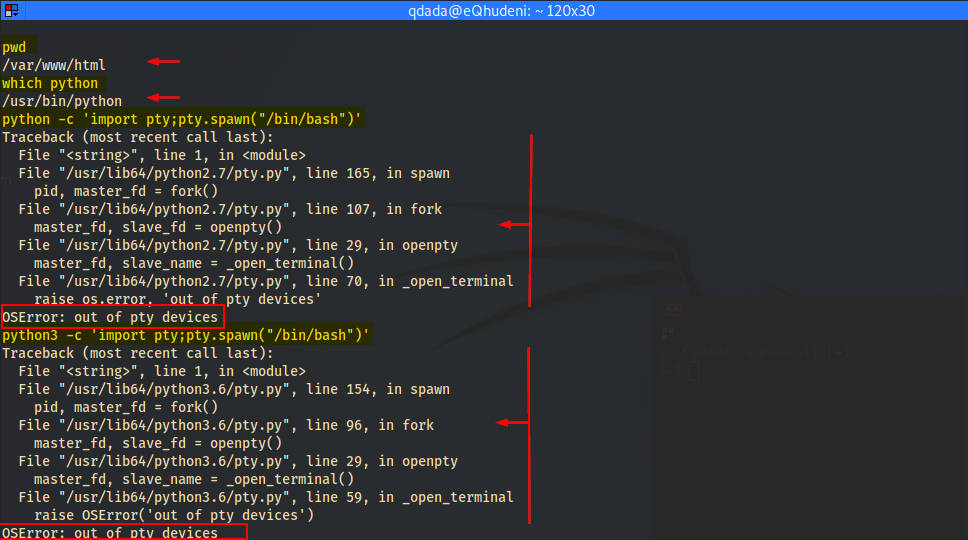 qdada@eQhudeni: ~ 120x30
pwd
/var/www/html
which python
/usr/bin/python
python -c 'import pty;pty.spawn("/bin/bash")'
Traceback (most recent call last):
  File "<string>", line 1, in <module>
  File "/usr/lib64/python2.7/pty.py", line 165, in spawn
    pid, master_fd = fork()
  File "/usr/lib64/python2.7/pty.py", line 107, in fork
    master_fd, slave_fd = openpty()
  File "/usr/lib64/python2.7/pty.py", line 29, in openpty
    master_fd, slave_name = _open_terminal()
  File "/usr/lib64/python2.7/pty.py", line 70, in _open_terminal
    raise os.error, 'out of pty devices'
OSError: out of pty devices
python3 -c 'import pty;pty.spawn("/bin/bash")'
Traceback (most recent call last):
  File "<string>", line 1, in <module>
  File "/usr/lib64/python3.6/pty.py", line 154, in spawn
    pid, master_fd = fork()
  File "/usr/lib64/python3.6/pty.py", line 96, in fork
    master_fd, slave_fd = openpty()
  File "/usr/lib64/python3.6/pty.py", line 29, in openpty
    master_fd, slave_name = _open_terminal()
  File "/usr/lib64/python3.6/pty.py", line 59, in _open_terminal
    raise OSError('out of pty devices')
OSError: out of pty devices